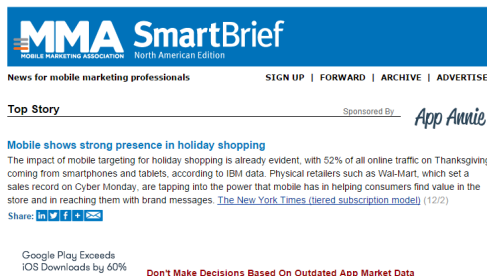 MMA SmartBrief
MOBILE MARKETING ASSOCIATION North American Edition
News for mobile marketing professionals SIGN UP | FORWARD | ARCHIVE | ADVERTISE
Top Story Sponsored By App Annie
Mobile shows strong presence in holiday shopping
The impact of mobile targeting for holiday shopping is already evident, with 52% of all online traffic on Thanksgiving
coming from smartphones and tablets, according to IBM data. Physical retailers such as Wal-Mart, which set a
sales record on Cyber Monday, are tapping into the power that mobile has in helping consumers find value in the
store and in reaching them with brand messages. The New York Times (tiered subscription model) (12/2)
Share:
Google Play Exceeds
iOS Downloads by 60%
Don't Make Decisions Based On Outdated App Market Data